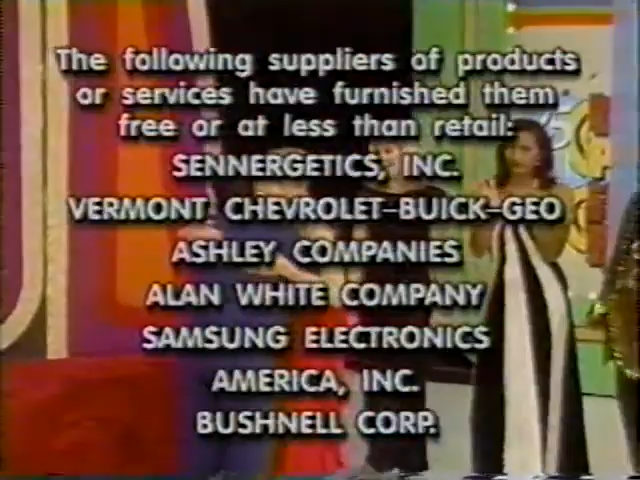 The following suppliers of products
or services have furnished them
free or at less than retail:
SENNERGETICS, INC.
VERMONT CHEVROLET-BUICK-GEO
ASHLEY COMPANIES
ALAN WHITE COMPANY
SAMSUNG ELECTRONICS
AMERICA, INC.
BUSHNELL CORP.